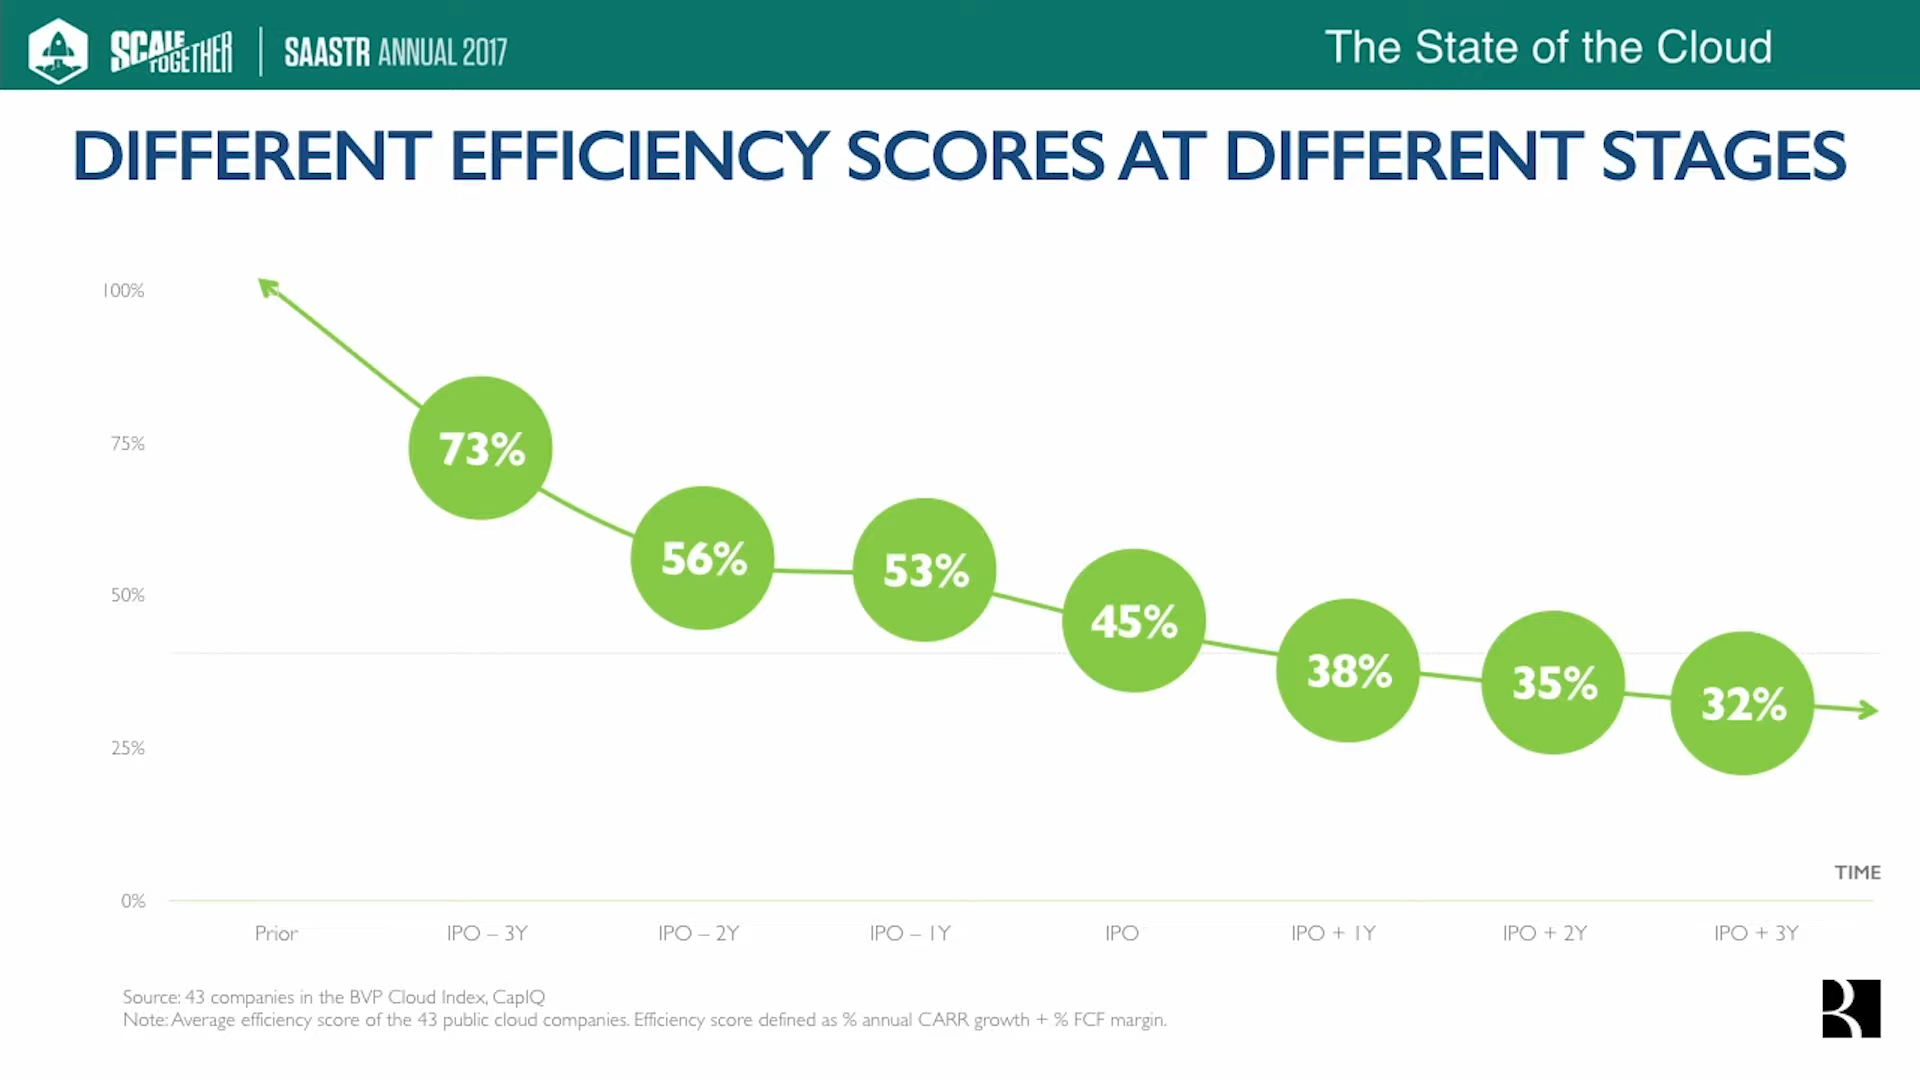 SCALE TOGETHER
SAASTR ANNUAL 2017
The State of the Cloud
DIFFERENT EFFICIENCY SCORES AT DIFFERENT STAGES
100%
75%
50%
25%
0%
73%
56%
53%
45%
38%
35%
32%
TIME
Prior
IPO – 3Y
IPO – 2Y
IPO – 1Y
IPO
IPO + 1Y
IPO + 2Y
IPO + 3Y
Source: 43 companies in the BVP Cloud Index, CapIQ
Note: Average efficiency score of the 43 public cloud companies. Efficiency score defined as % annual CARR growth + % FCF margin.